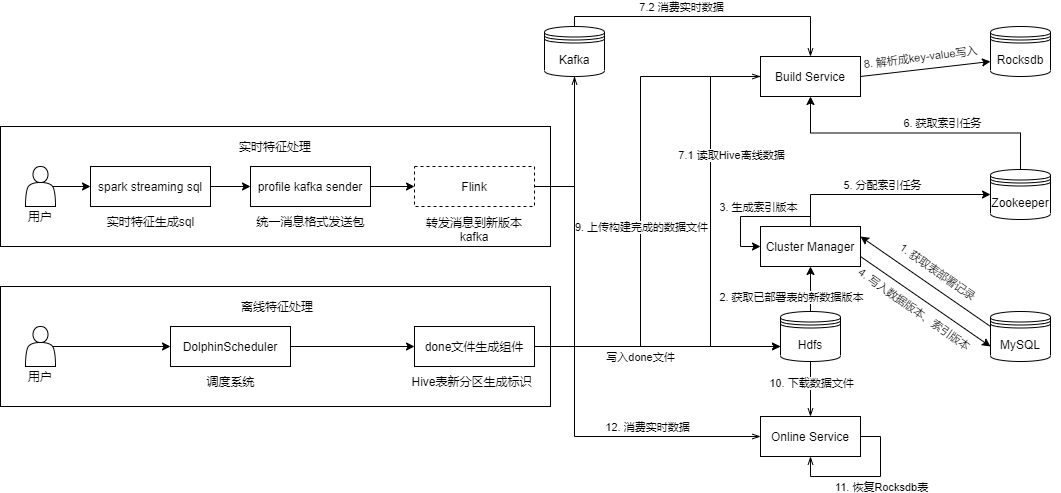 7.2 消费实时数据
Kafka
Build Service
8. 解析成key-value写入
Rocksdb
6. 获取索引任务
实时特征处理
7.1 读取Hive离线数据
用户
spark streaming sql
profile kafka sender
Flink
实时特征生成sql
统一消息格式发送包
转发消息到新版本
kafka
5. 分配索引任务
Zookeeper
3. 生成索引版本
9. 上传构建完成的数据文件
Cluster Manager
1. 获取表部署记录
4. 写入数据版本、索引版本
2. 获取已部署表的新数据版本
离线特征处理
用户
DolphinScheduler
done文件生成组件
写入done文件
Hdfs
MySQL
调度系统
Hive表新分区生成标识
10. 下载数据文件
12. 消费实时数据
Online Service
11. 恢复Rocksdb表